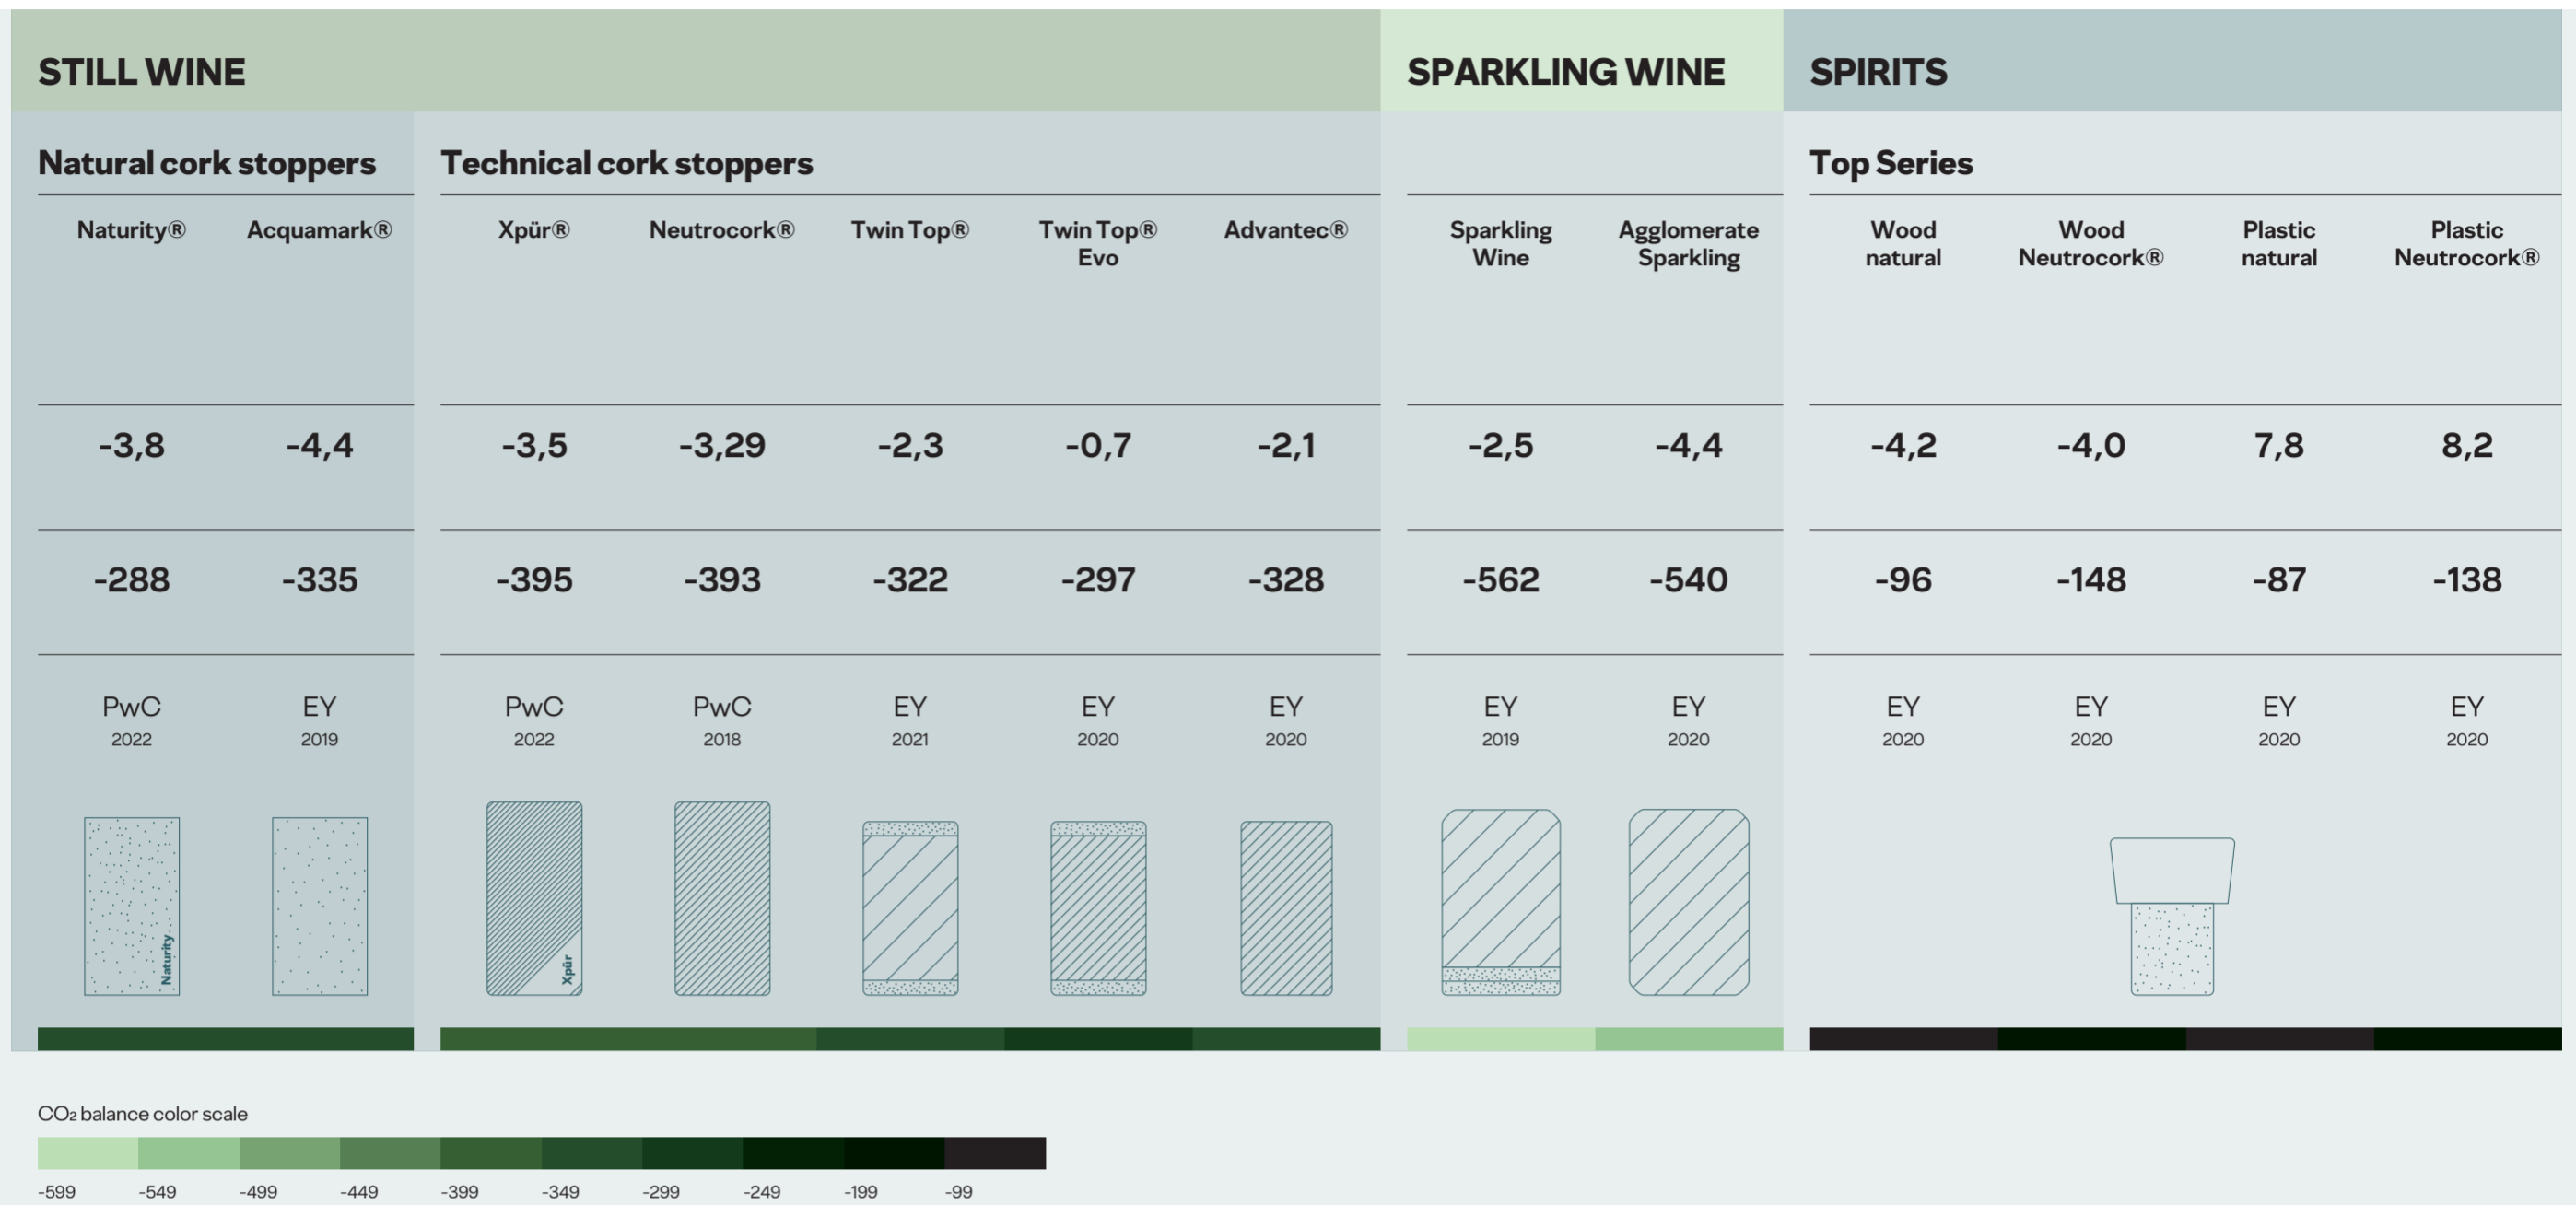 STILL WINE
SPARKLING WINE
SPIRITS
Natural cork stoppers
Technical cork stoppers
Top Series
Naturity®
Acquamark®
Xpür®
Neutrocork®
Twin Top®
Twin Top®
Evo
Advantec®
Sparkling
Wine
Agglomerate
Sparkling
Wood
natural
Wood
Neutrocork®
Plastic
natural
Plastic
Neutrocork®
-3,8 -4,4 -3,5 -3,29 -2,3 -0,7 -2,1 -2,5 -4,4 -4,2 -4,0 7,8 8,2
-288 -335 -395 -393 -322 -297 -328 -562 -540 -96 -148 -87 -138
PwC EY PwC PwC EY EY EY EY EY EY EY EY EY
2022 2019 2022 2018 2021 2020 2020 2019 2020 2020 2020 2020 2020
Naturity
Xpür
CO₂ balance color scale
-599 -549 -499 -449 -399 -349 -299 -249 -199 -99